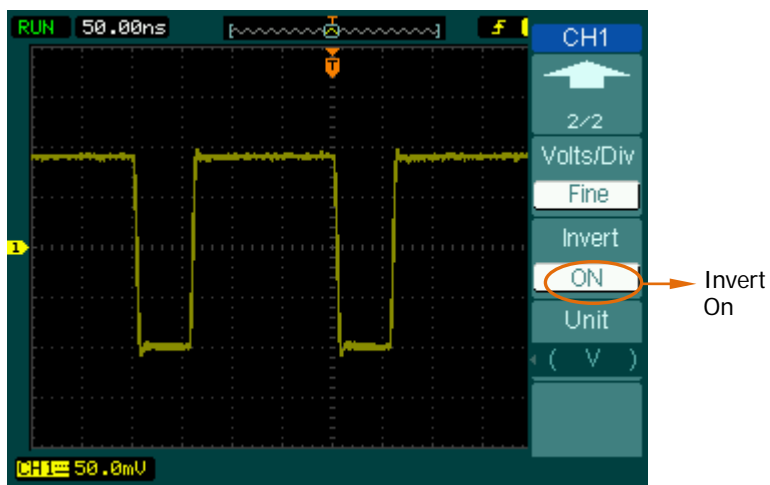 RUN 50.00ns
T
T
CH1
2/2
Volts/Div
Fine
1
Invert
ON
Invert
On
Unit
( V )
CH1 50.0mV